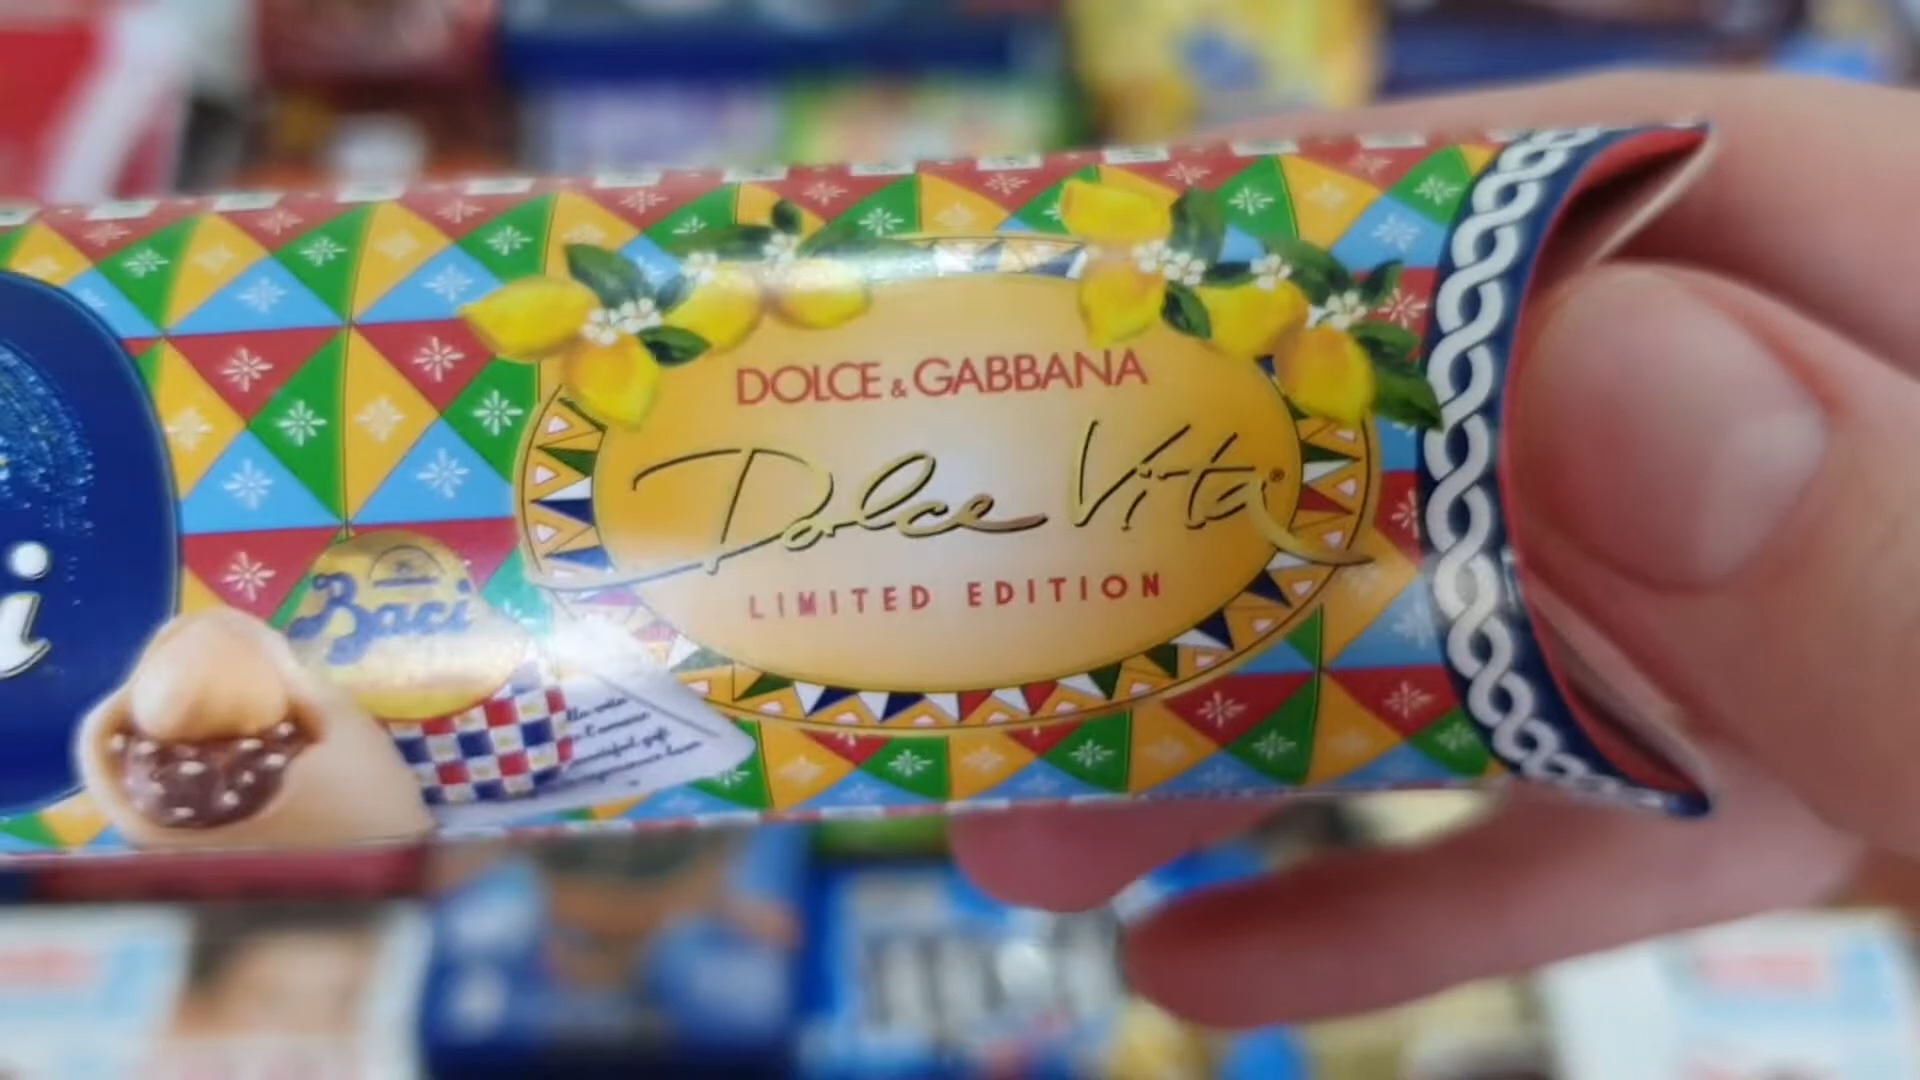 DOLCE & GABBANA
Dolce Vita®
LIMITED EDITION
i
Baci